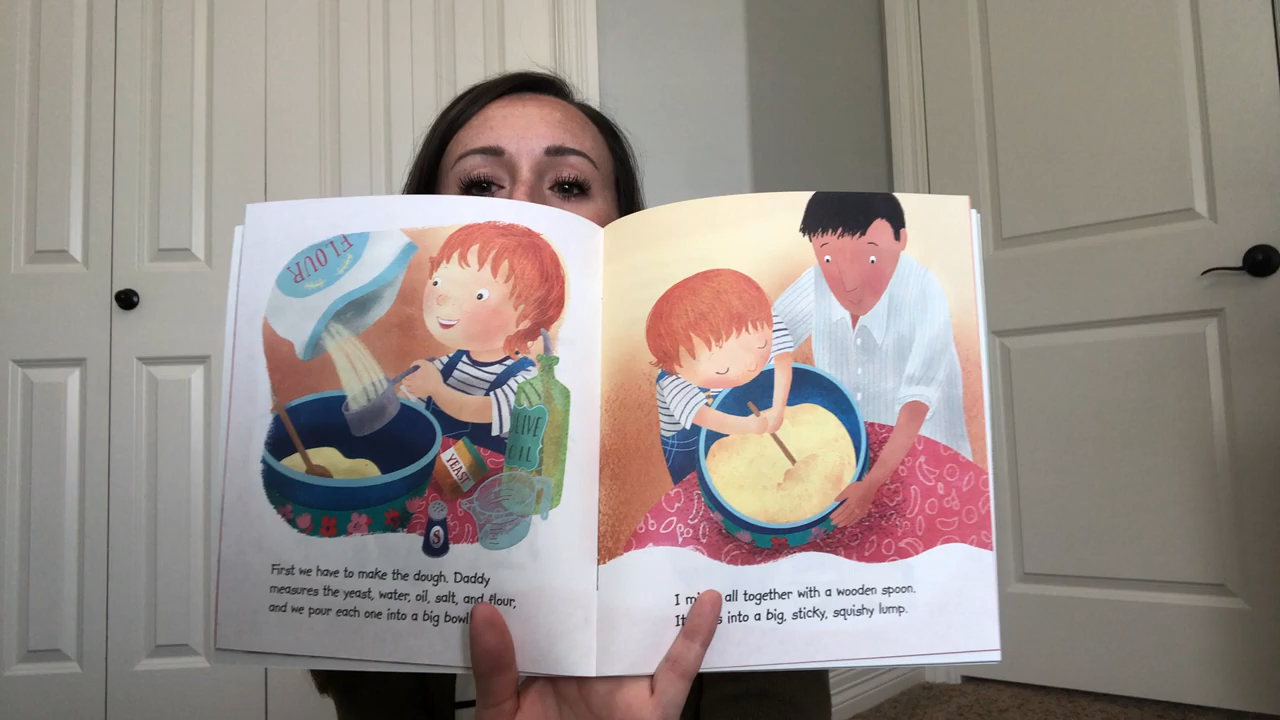 FLOUR
LIVE
OIL
YEAST
S
First we have to make the dough. Daddy
measures the yeast, water, oil, salt, and flour,
and we pour each one into a big bowl
I all together with a wooden spoon.
into a big, sticky, squishy lump.